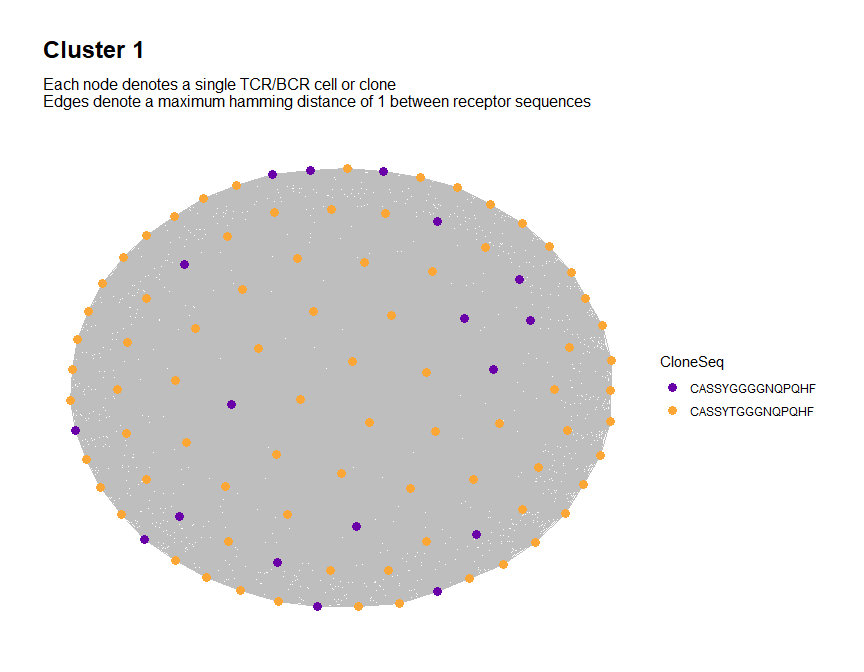 Cluster 1
Each node denotes a single TCR/BCR cell or clone
Edges denote a maximum hamming distance of 1 between receptor sequences
CloneSeq
CASSYGGGGNQPQHF
CASSYTGGGNQPQHF